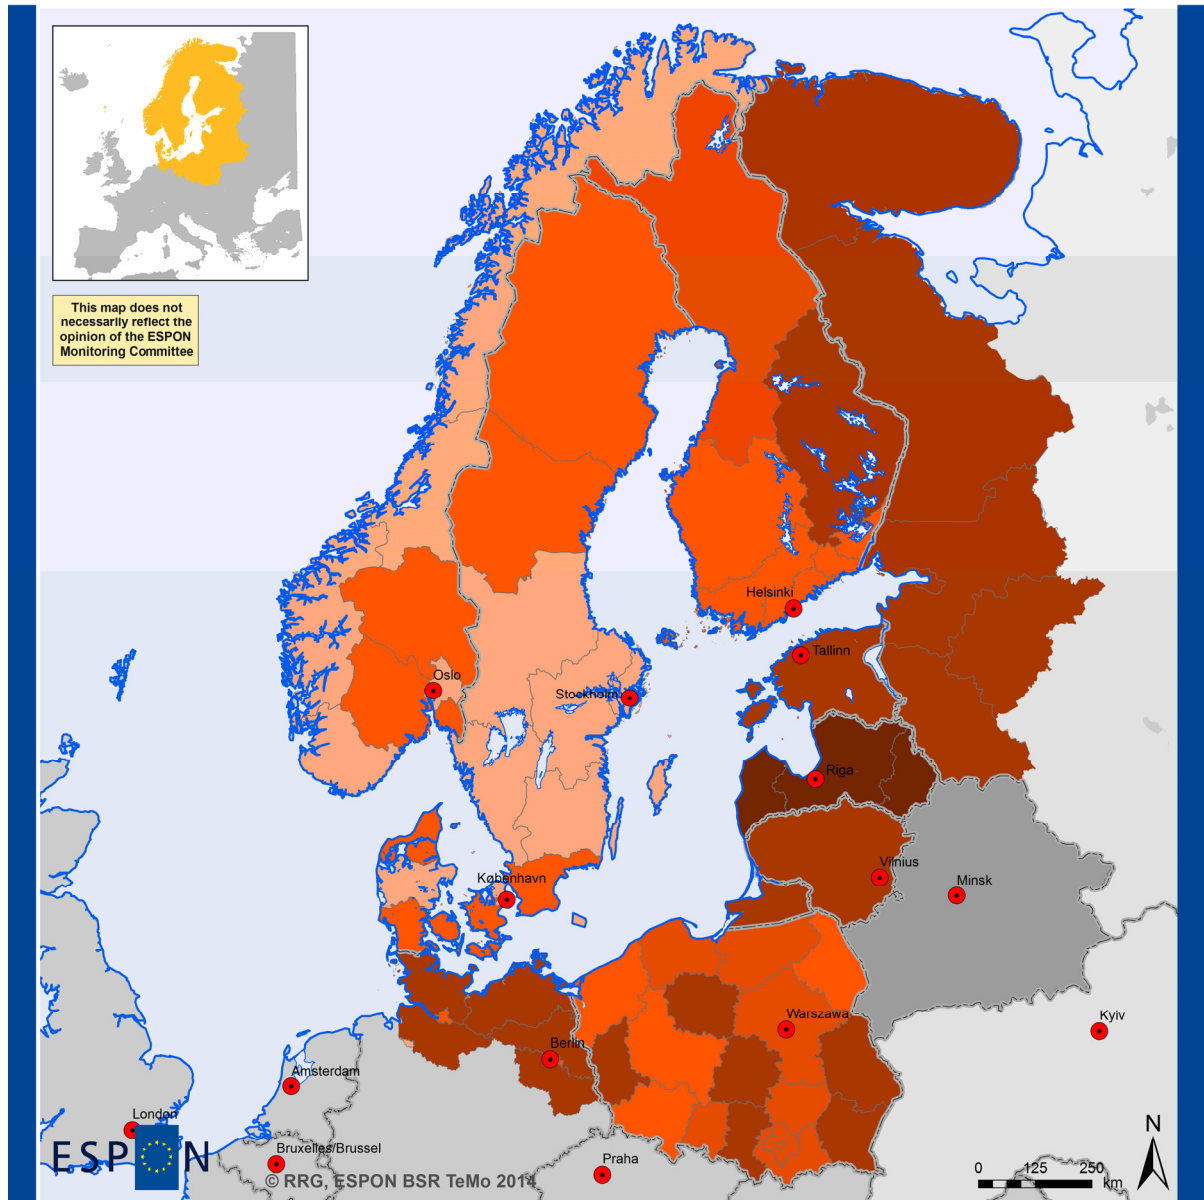 This map does not
necessarily reflect the
opinion of the ESPON
Monitoring Committee
Helsinki
Tallinn
Oslo
Stockholm
Riga
Vilnius
København
Minsk
Warszawa
Kyiv
Berlin
Amsterdam
London
Bruxelles/Brussel
Praha
ESPON
© RRG, ESPON BSR TeMo 2014
N
0 125 250
km